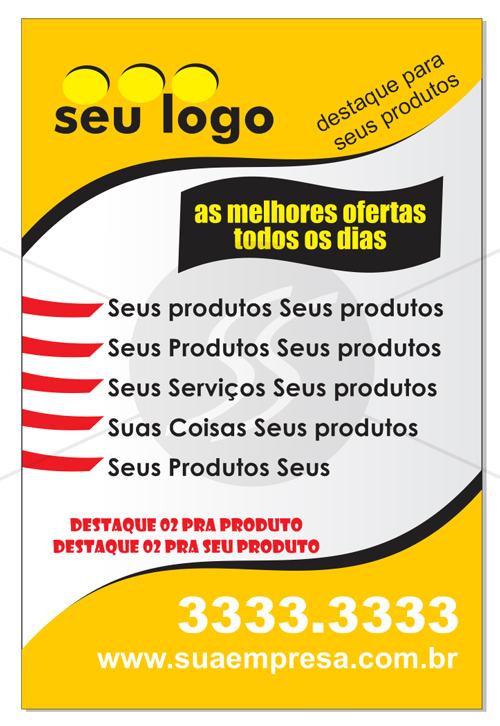 seu logo
destaque para
seus produtos
as melhores ofertas
todos os dias
Seus produtos Seus produtos
Seus Produtos Seus produtos
Seus Serviços Seus produtos
Suas Coisas Seus produtos
Seus Produtos Seus
DESTAQUE 02 PRA PRODUTO
DESTAQUE 02 PRA SEU PRODUTO
3333.3333
www.suaempresa.com.br